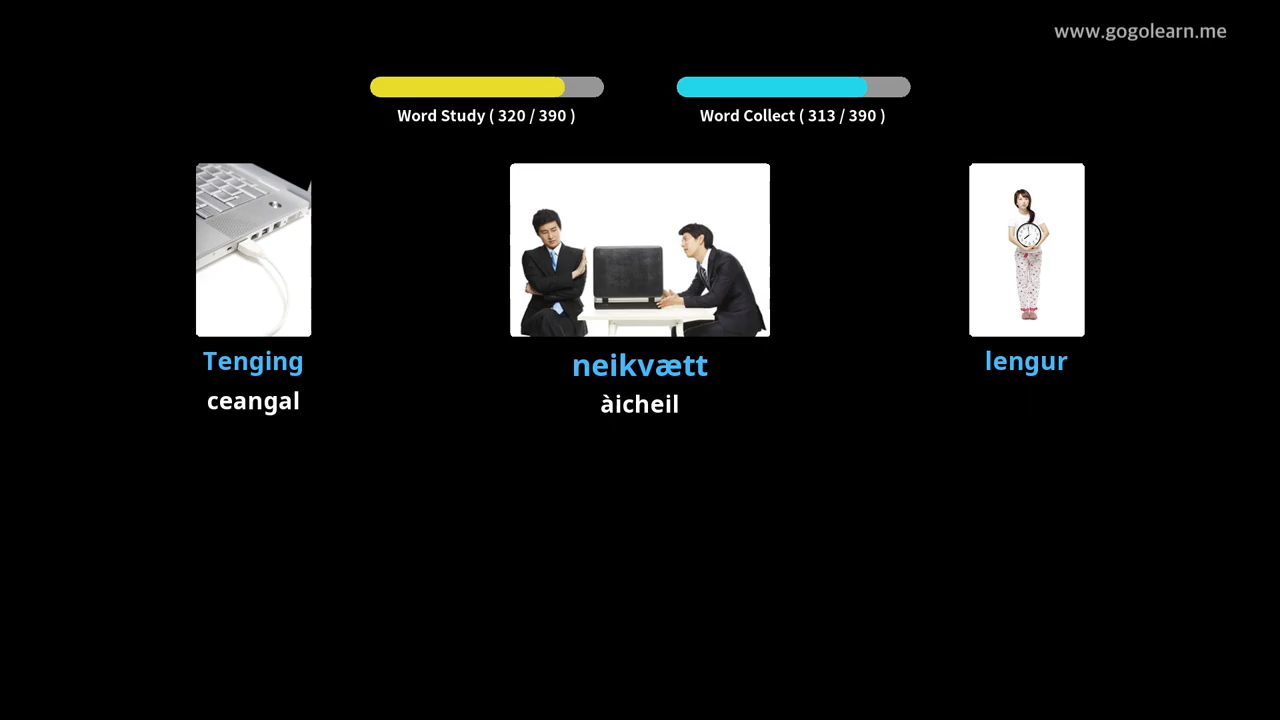 www.gogolearn.me
Word Study ( 320 / 390 )
Word Collect ( 313 / 390 )
Tenging
neikvætt
lengur
ceangal
àicheil